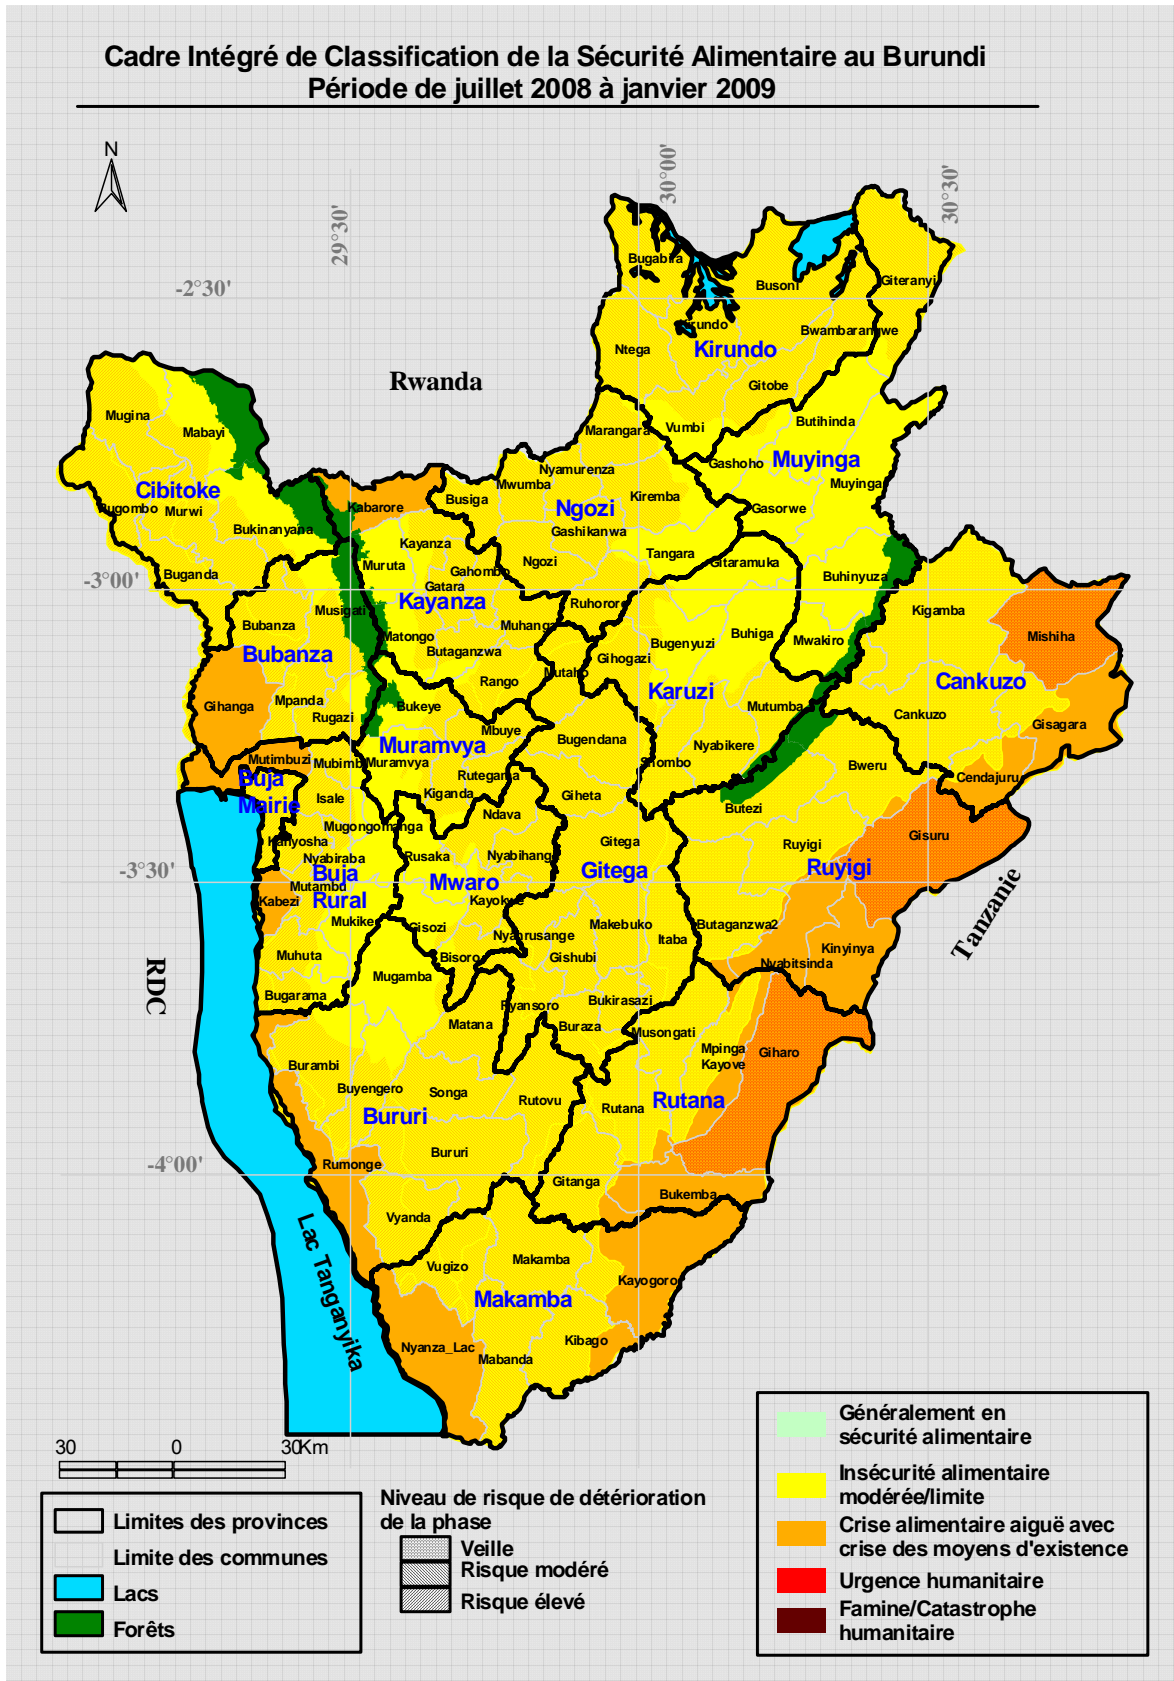 Cadre Intégré de Classification de la Sécurité Alimentaire au Burundi
Période de juillet 2008 à janvier 2009
N
29°30'
30°00'
30°30'
-2°30'
-3°00'
-3°30'
-4°00'
Rwanda
Tanzanie
RDC
Lac Tanganyika
Bugabira
Busoni
Giteranyi
Bwambarangwe
Ntega
Kirundo
Gitobe
Vumbi
Butihinda
Marangara
Gashoho
Muyinga
Muyinga
Mugina
Mabayi
Cibitoke
Rugombo
Murwi
Bukinanyana
Buganda
Kabarore
Busiga
Mwumba
Nyamurenza
Ngozi
Kiremba
Gashikanwa
Gasorwe
Tangara
Gitaramuka
Ngozi
Kayanza
Muruta
Gahombo
Gatara
Kayanza
Ruhororo
Muhanga
Matongo
Butaganzwa
Rango
Buhinyuza
Mwakiro
Buhiga
Bugenyuzi
Gihogazi
Mutaho
Karuzi
Mutumba
Nyabikere
Shombo
Kigamba
Mishiha
Cankuzo
Cankuzo
Gisagara
Cendajuru
Bubanza
Musigati
Bubanza
Gihanga
Mpanda
Rugazi
Bukeye
Mbuye
Muramvya
Muramvya
Rutegama
Kiganda
Ndava
Bugendana
Giheta
Gitega
Gitega
Mutimbuzi
Mubimbi
Buja
Mairie
Isale
Kanyosha
Mugongomanga
Nyabiraba
Buja
Rural
Mutambu
Kabezi
Mukike
Muhuta
Bugarama
Rusaka
Nyabihanga
Mwaro
Kayokwe
Gisozi
Nyabrusange
Bisoro
Makebuko
Itaba
Gishubi
Bukirasazi
Ryansoro
Buraza
Bweru
Butezi
Ruyigi
Ruyigi
Gisuru
Butaganzwa2
Kinyinya
Nyabitsinda
Mugamba
Matana
Burambi
Buyengero
Songa
Rutovu
Bururi
Bururi
Rumonge
Vyanda
Musongati
Mpinga
Kayove
Giharo
Rutana
Rutana
Gitanga
Bukemba
Vugizo
Makamba
Makamba
Kayogoro
Nyanza_Lac
Mabanda
Kibago
30
0
30Km
Limites des provinces
Limite des communes
Lacs
Forêts
Niveau de risque de détérioration
de la phase
Veille
Risque modéré
Risque élevé
Généralement en
sécurité alimentaire
Insécurité alimentaire
modérée/limite
Crise alimentaire aiguë avec
crise des moyens d'existence
Urgence humanitaire
Famine/Catastrophe
humanitaire